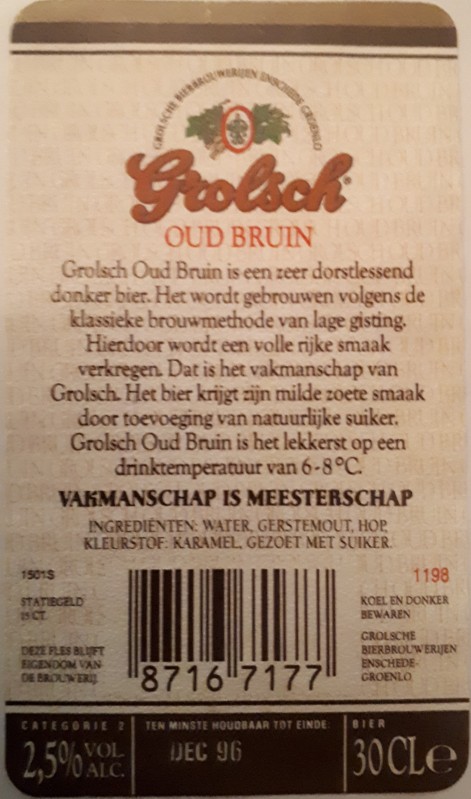 GROLSCHE BIERBROUWERIJEN ENSCHEDE GROENLO
Grolsch®
OUD BRUIN
Grolsch Oud Bruin is een zeer dorstlessend
donker bier. Het wordt gebrouwen volgens de
klassieke brouwmethode van lage gisting.
Hierdoor wordt een volle rijke smaak
verkregen. Dat is het vakmanschap van
Grolsch. Het bier krijgt zijn milde zoete smaak
door toevoeging van natuurlijke suiker.
Grolsch Oud Bruin is het lekkerst op een
drinktemperatuur van 6-8°C.
VAKMANSCHAP IS MEESTERSCHAP
INGREDIËNTEN: WATER, GERSTEMOUT, HOP,
KLEURSTOF: KARAMEL, GEZOET MET SUIKER.
1501S
STATIEGELD
15 CT.
DEZE FLES BLIJFT
EIGENDOM VAN
DE BROUWERIJ.
8716 7177
1198
KOEL EN DONKER
BEWAREN
GROLSCHE
BIERBROUWERIJEN
ENSCHEDE-
GROENLO
CATEGORIE 2
2,5% VOL.
ALC.
TEN MINSTE HOUDBAAR TOT EINDE:
DEC 96
BIER
30 CL e